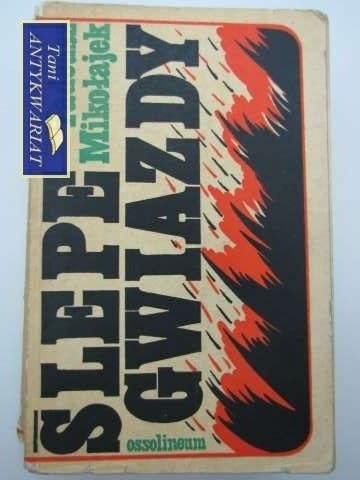 Tani
ANTYKWARIAT
Mikołajek
ŚLEPE
GWIAZDY
ossolineum